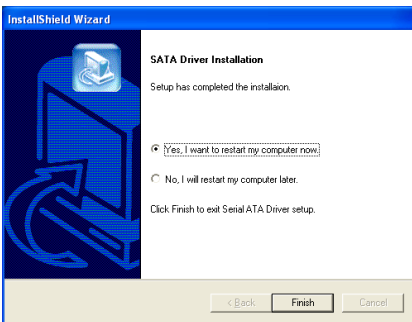 InstallShield Wizard
SATA Driver Installation
Setup has completed the installaion.
Yes, I want to restart my computer now.
No, I will restart my computer later.
Click Finish to exit Serial ATA Driver setup.
< Back Finish Cancel